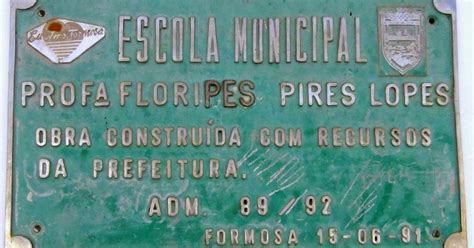 ESCOLA MUNICIPAL
PROFA FLORIPES PIRES LOPES
OBRA CONSTRUÍDA COM RECURSOS
DA PREFEITURA.
ADM. 89/92
FORMOSA 15-06-91